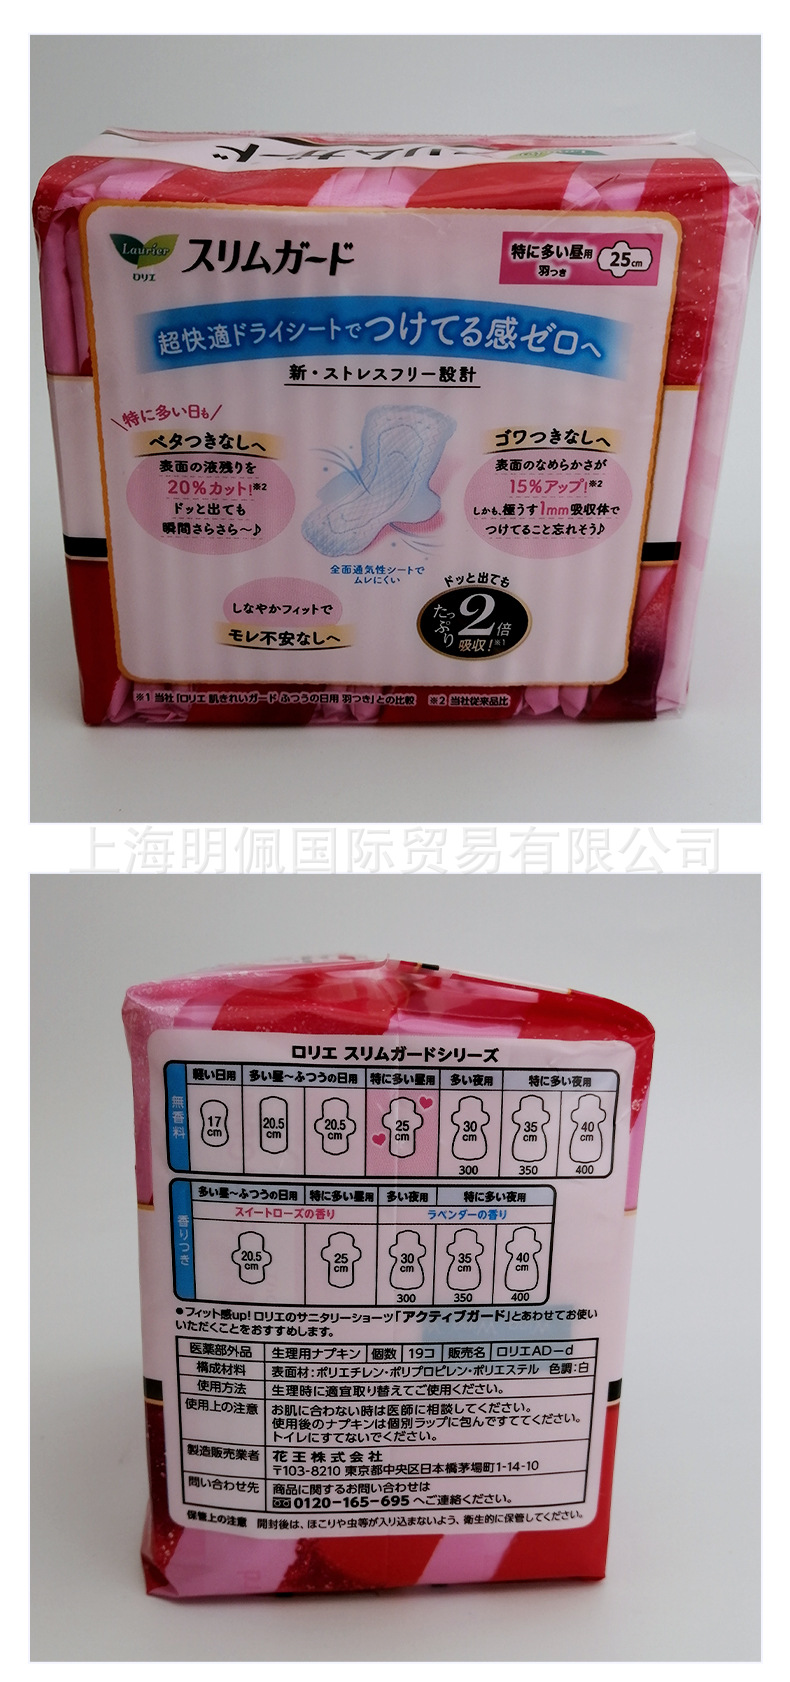 スリムガード
Laurier
ロリエ
スリムガード
特に多い昼用
羽つき
25cm
超快適ドライシートでつけてる感ゼロへ
新・ストレスフリー設計
特に多い日も
ベタつきなしへ
表面の液残りを
20%カット!※2
ドッと出ても
瞬間さらさら〜♪
ゴワつきなしへ
表面のなめらかさが
15%アップ!※2
しかも、極うす1mm吸収体で
つけてること忘れそう♪
全面通気性シートで
ムレにくい
しなやかフィットで
モレ不安なしへ
ドッと出ても
たっぷり2倍
吸収!※1
※1 当社「ロリエ 肌きれいガード ふつうの日用 羽つき」との比較 ※2 当社従来品比
上海明佩国际贸易有限公司
ロリエ スリムガードシリーズ
無香料
軽い日用 多い昼〜ふつうの日用 特に多い昼用 多い夜用 特に多い夜用
17cm 20.5cm 20.5cm 25cm 30cm 35cm 40cm
300 350 400
香りつき
多い昼〜ふつうの日用 特に多い昼用 多い夜用 特に多い夜用
スイートローズの香り ラベンダーの香り
20.5cm 25cm 30cm 35cm 40cm
300 350 400
●フィット感up! ロリエのサニタリーショーツ「アクティブガード」とあわせてお使い
いただくことをおすすめします。
医薬部外品 生理用ナプキン 個数 19コ 販売名 ロリエAD-d
構成材料 表面材:ポリエチレン・ポリプロピレン・ポリエステル 色調:白
使用方法 生理時に適宜取り替えてご使用ください。
使用上の注意 お肌に合わない時は医師に相談してください。
使用後のナプキンは個別ラップに包んですててください。
トイレにすてないでください。
製造販売業者 花王株式会社
〒103-8210 東京都中央区日本橋茅場町1-14-10
問い合わせ先 商品に関するお問い合わせは
0120-165-695 へご連絡ください。
保管上の注意 開封後は、ほこりや虫等が入り込まないよう、衛生的に保管してください。